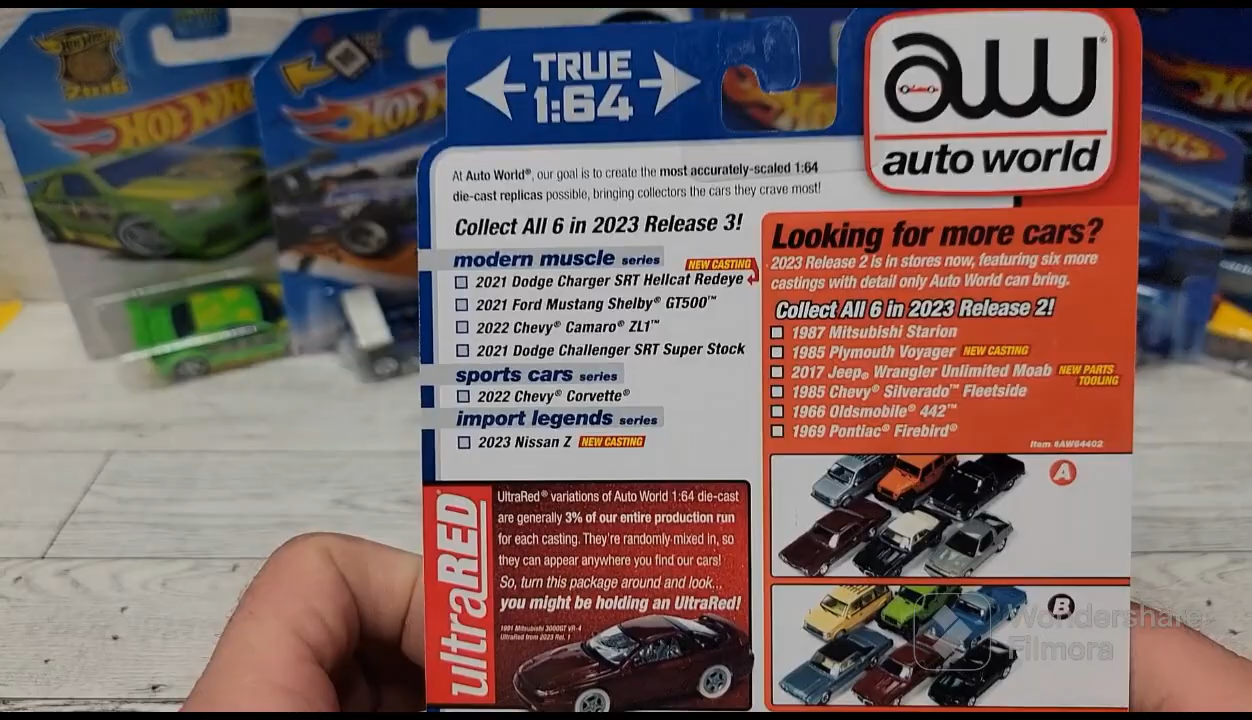 TRUE
1:64
aw
auto world
At Auto World®, our goal is to create the most accurately-scaled 1:64
die-cast replicas possible, bringing collectors the cars they crave most!
Collect All 6 in 2023 Release 3!
modern muscle series
NEW CASTING
2021 Dodge Charger SRT Hellcat Redeye
2021 Ford Mustang Shelby® GT500™
2022 Chevy® Camaro® ZL1™
2021 Dodge Challenger SRT Super Stock
sports cars series
2022 Chevy® Corvette®
import legends series
2023 Nissan Z NEW CASTING
Looking for more cars?
2023 Release 2 is in stores now, featuring six more
castings with detail only Auto World can bring.
Collect All 6 in 2023 Release 2!
1987 Mitsubishi Starion
1985 Plymouth Voyager NEW CASTING
2017 Jeep® Wrangler Unlimited Moab NEW PARTS
TOOLING
1985 Chevy® Silverado™ Fleetside
1966 Oldsmobile® 442™
1969 Pontiac® Firebird®
Item #AW64402
A
B
ultraRED
UltraRed® variations of Auto World 1:64 die-cast
are generally 3% of our entire production run
for each casting. They're randomly mixed in, so
they can appear anywhere you find our cars!
So, turn this package around and look...
you might be holding an UltraRed!
1991 Mitsubishi 3000GT VR-4
UltraRed from 2023 Rel. 1
HOT WHEELS
2016
HOT
HOT
EELS
Wondershare
Filmora